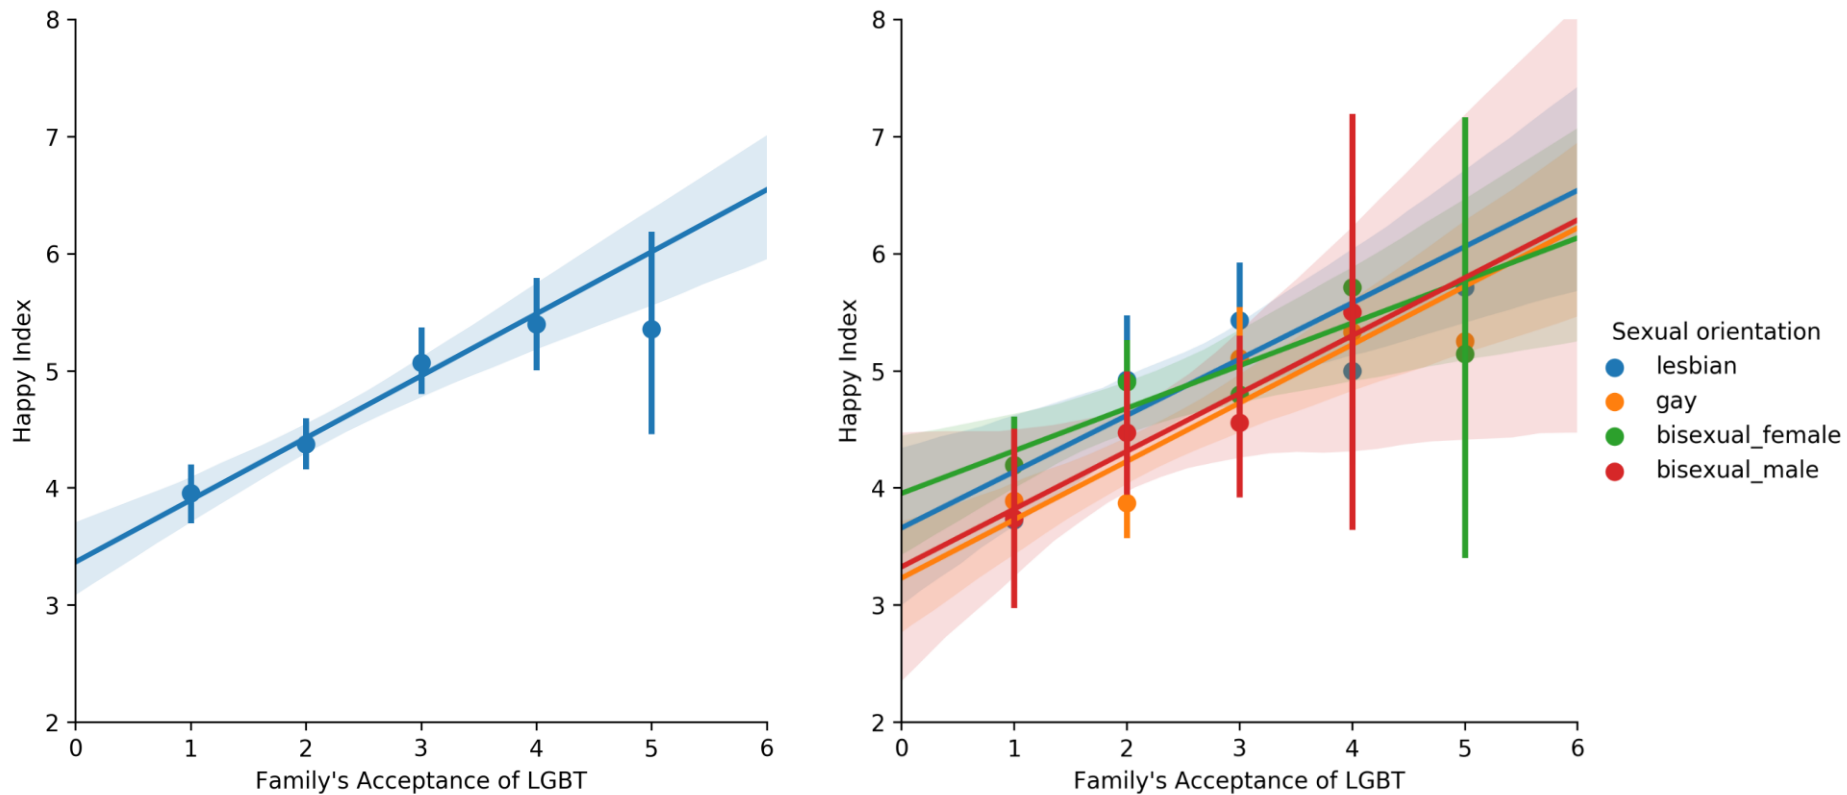 8
7
6
5
4
3
2
0 1 2 3 4 5 6
Happy Index
Family's Acceptance of LGBT
8
7
6
5
4
3
2
0 1 2 3 4 5 6
Happy Index
Family's Acceptance of LGBT
Sexual orientation
lesbian
gay
bisexual_female
bisexual_male